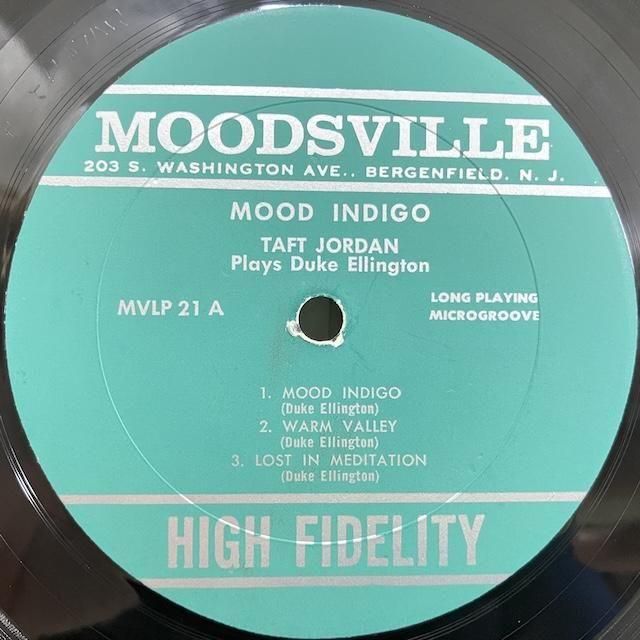 MOODSVILLE
203 S. WASHINGTON AVE., BERGENFIELD, N. J.
MOOD INDIGO
TAFT JORDAN
Plays Duke Ellington
MVLP 21 A
LONG PLAYING
MICROGROOVE
1. MOOD INDIGO
(Duke Ellington)
2. WARM VALLEY
(Duke Ellington)
3. LOST IN MEDITATION
(Duke Ellington)
HIGH FIDELITY